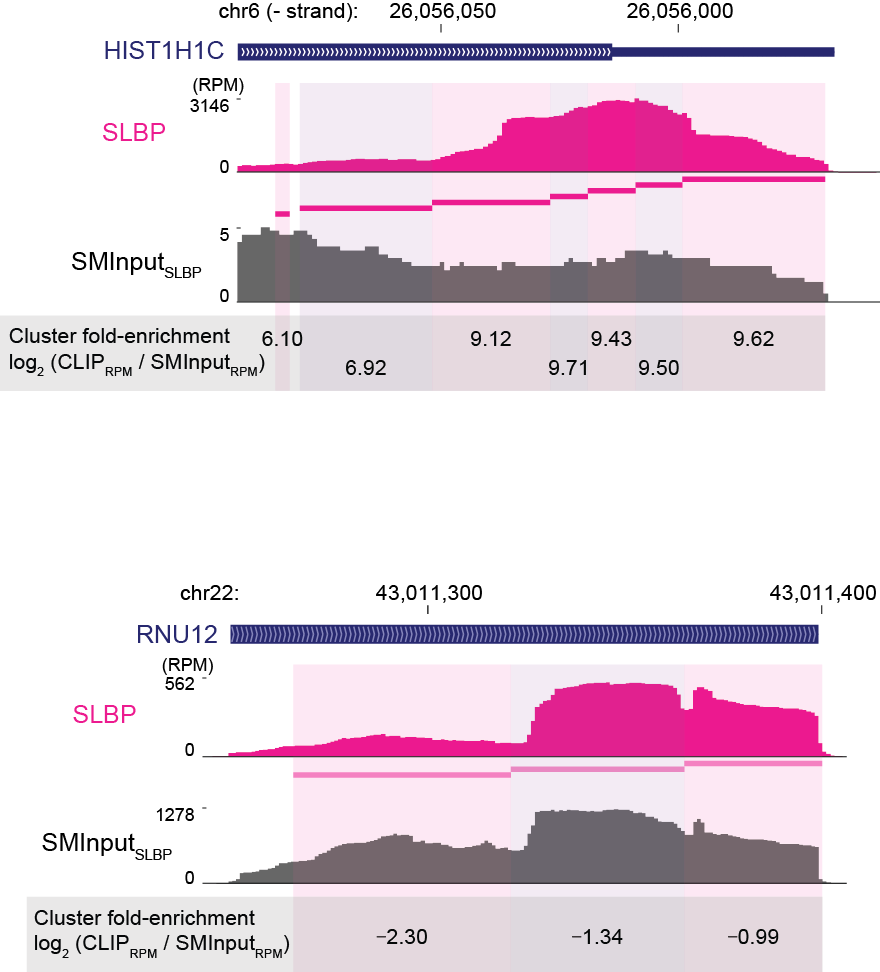 chr6 (- strand): 26,056,050 26,056,000
HIST1H1C
(RPM)
3146
SLBP
0
5
SMInputSLBP
0
Cluster fold-enrichment 6.10 9.12 9.43 9.62
log2 (CLIPRPM / SMInputRPM) 6.92 9.71 9.50
chr22: 43,011,300 43,011,400
RNU12
(RPM)
562
SLBP
0
1278
SMInputSLBP
0
Cluster fold-enrichment
log2 (CLIPRPM / SMInputRPM) −2.30 −1.34 −0.99